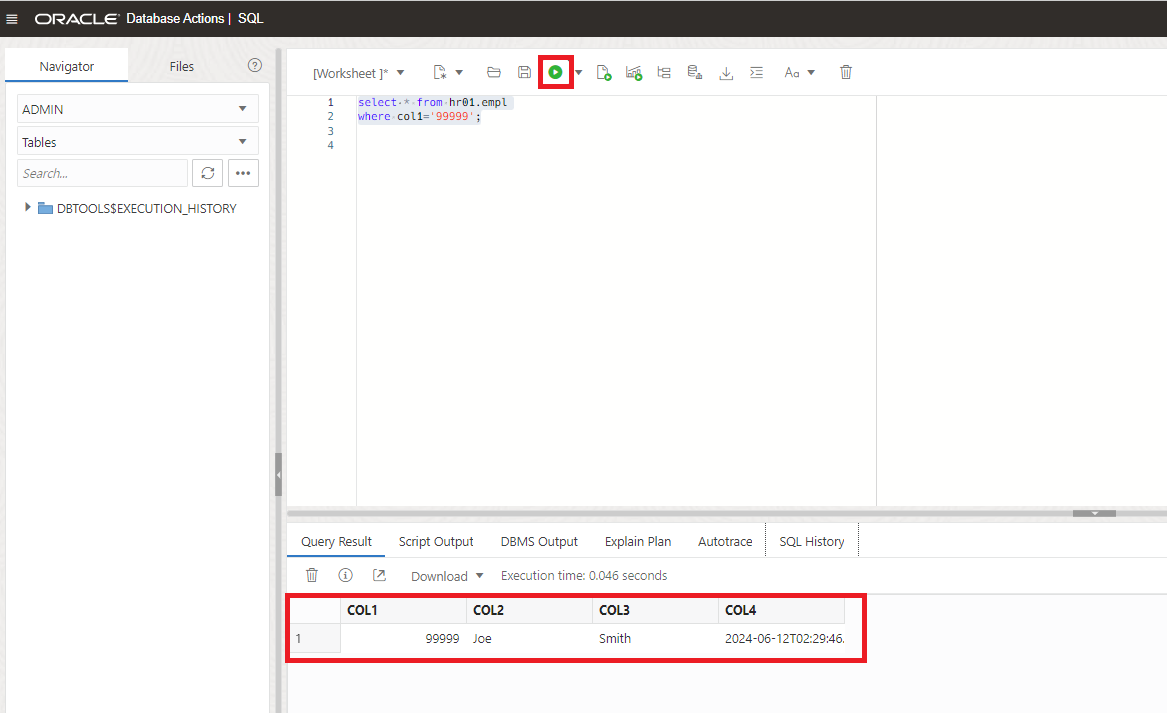 ORACLE Database Actions | SQL
Navigator
Files
?
ADMIN
Tables
Search...
DBTOOLS$EXECUTION_HISTORY
[Worksheet ]*
Aa
1 select * from hr01.empl
2 where col1='99999';
3
4
Query Result
Script Output
DBMS Output
Explain Plan
Autotrace
SQL History
Download
Execution time: 0.046 seconds
COL1 COL2 COL3 COL4
1 99999 Joe Smith 2024-06-12T02:29:46.